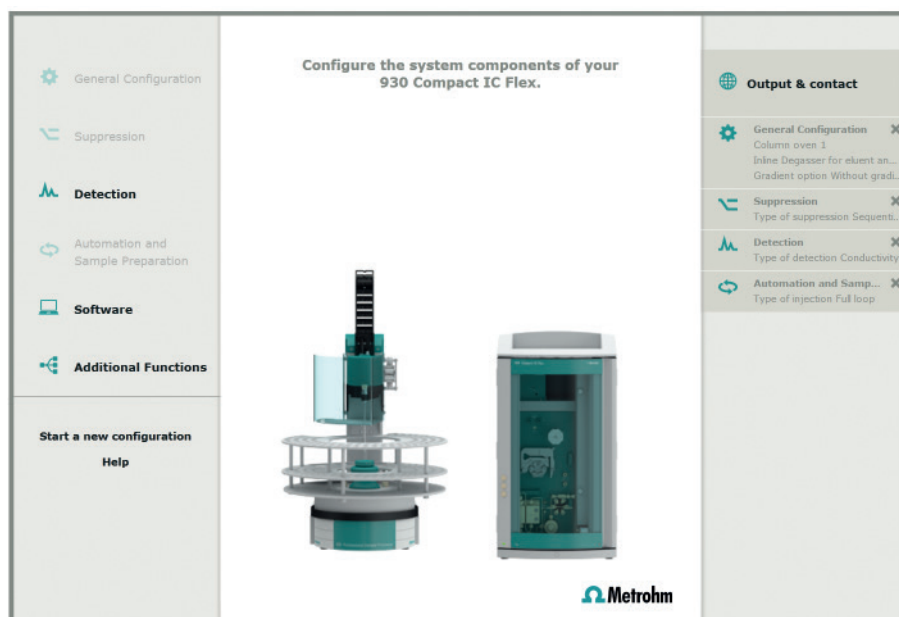 General Configuration
Suppression
Detection
Automation and
Sample Preparation
Software
Additional Functions
Start a new configuration
Help
Configure the system components of your
930 Compact IC Flex.
Metrohm
Output & contact
General Configuration
Column oven 1
Inline Degasser for eluent an...
Gradient option Without gradi...
Suppression
Type of suppression Sequenti...
Detection
Type of detection Conductivity
Automation and Samp...
Type of injection Full loop